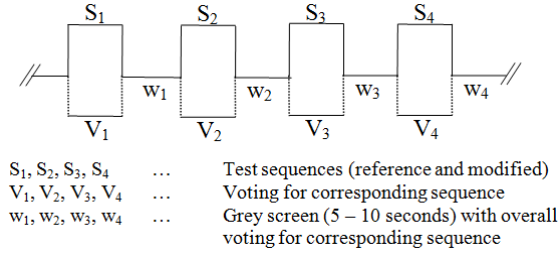 S₁ S₂ S₃ S₄
w₁ w₂ w₃ w₄
V₁ V₂ V₃ V₄
S₁, S₂, S₃, S₄ ... Test sequences (reference and modified)
V₁, V₂, V₃, V₄ ... Voting for corresponding sequence
w₁, w₂, w₃, w₄ ... Grey screen (5 – 10 seconds) with overall
voting for corresponding sequence